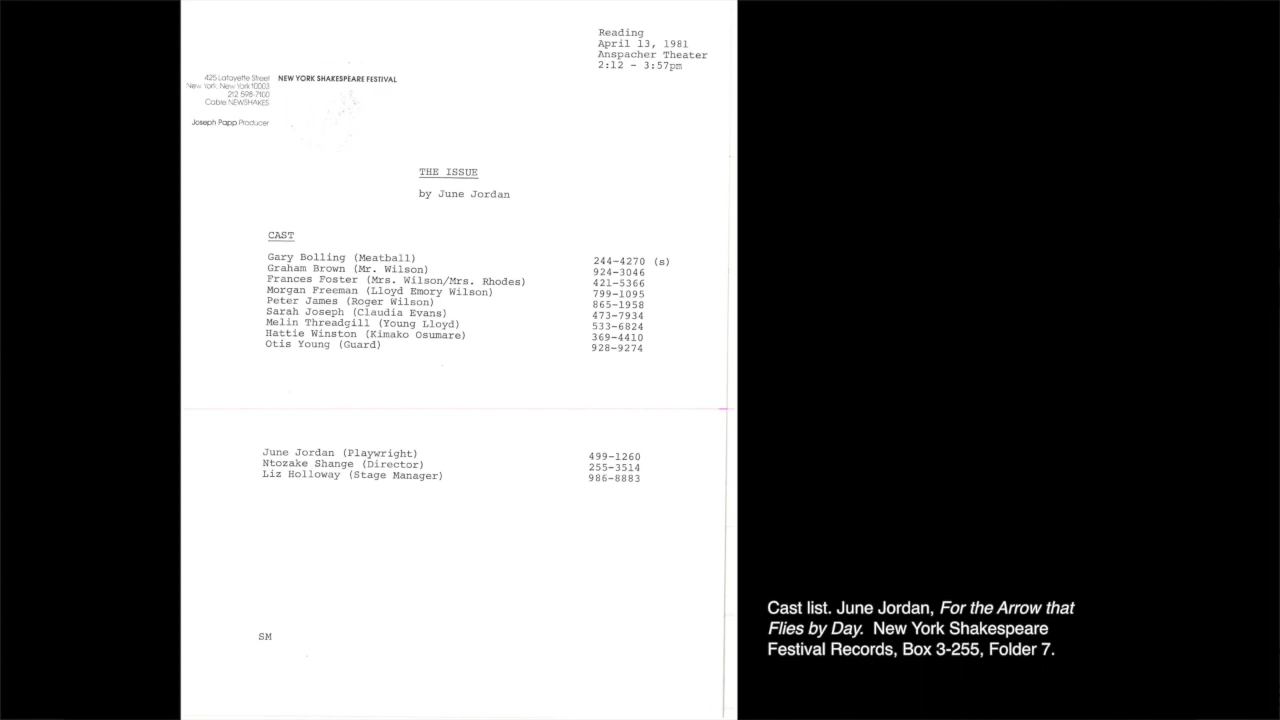 Reading
April 13, 1981
Anspacher Theater
2:12 - 3:57pm
425 Lafayette Street
New York, New York 10003
212 598-7100
Cable NEWSHAKES
Joseph Papp Producer
NEW YORK SHAKESPEARE FESTIVAL
THE ISSUE
by June Jordan
CAST
Gary Bolling (Meatball) 244-4270 (s)
Graham Brown (Mr. Wilson) 924-3046
Frances Foster (Mrs. Wilson/Mrs. Rhodes) 421-5366
Morgan Freeman (Lloyd Emory Wilson) 799-1095
Peter James (Roger Wilson) 865-1958
Sarah Joseph (Claudia Evans) 473-7934
Melin Threadgill (Young Lloyd) 533-6824
Hattie Winston (Kimako Osumare) 369-4410
Otis Young (Guard) 928-9274
June Jordan (Playwright) 499-1260
Ntozake Shange (Director) 255-3514
Liz Holloway (Stage Manager) 986-8883
SM
Cast list. June Jordan, For the Arrow that
Flies by Day. New York Shakespeare
Festival Records, Box 3-255, Folder 7.